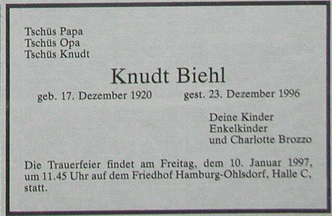 Tschüs Papa
Tschüs Opa
Tschüs Knudt
Knudt Biehl
geb. 17. Dezember 1920 gest. 23. Dezember 1996
Deine Kinder
Enkelkinder
und Charlotte Brozzo
Die Trauerfeier findet am Freitag, dem 10. Januar 1997,
um 11.45 Uhr auf dem Friedhof Hamburg-Ohlsdorf, Halle C,
statt.